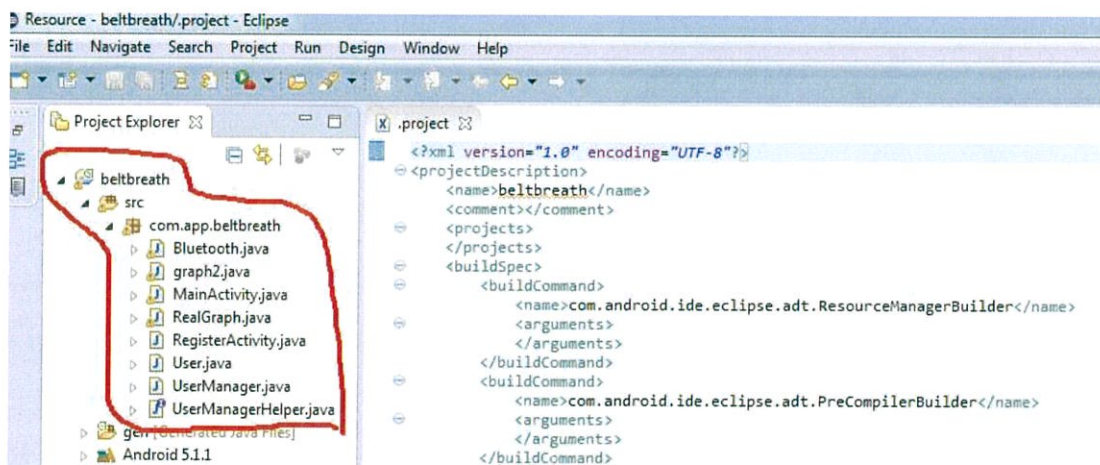 Resource - beltbreath/.project - Eclipse
File Edit Navigate Search Project Run Design Window Help
Project Explorer
.project
beltbreath
src
com.app.beltbreath
Bluetooth.java
graph2.java
MainActivity.java
RealGraph.java
RegisterActivity.java
User.java
UserManager.java
UserManagerHelper.java
gen [Generated Java Files]
Android 5.1.1
<?xml version="1.0" encoding="UTF-8"?>
<projectDescription>
<name>beltbreath</name>
<comment></comment>
<projects>
</projects>
<buildSpec>
<buildCommand>
<name>com.android.ide.eclipse.adt.ResourceManagerBuilder</name>
<arguments>
</arguments>
</buildCommand>
<buildCommand>
<name>com.android.ide.eclipse.adt.PreCompilerBuilder</name>
<arguments>
</arguments>
</buildCommand>